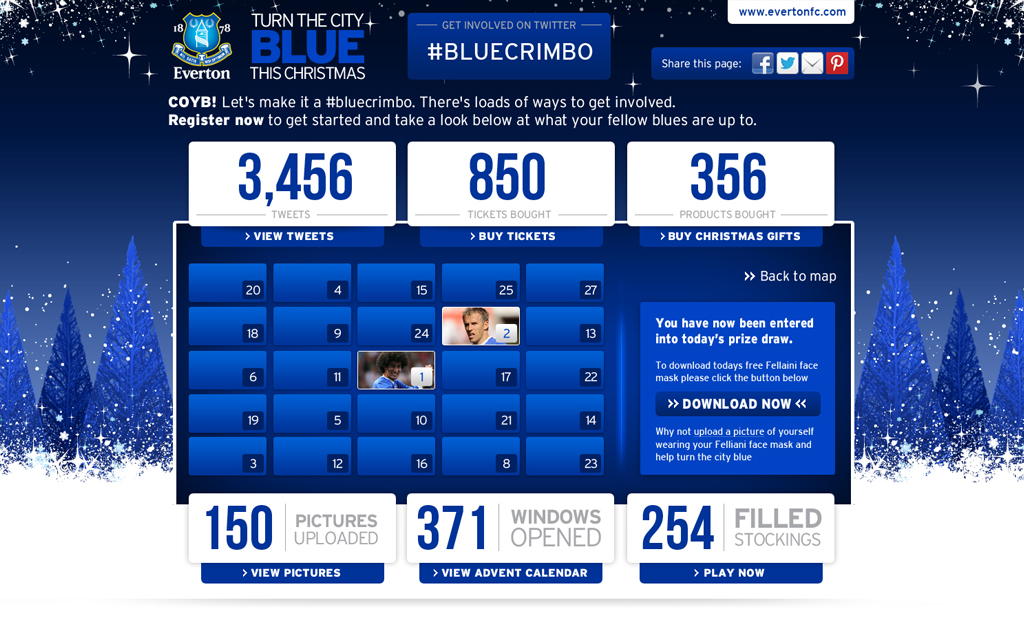 www.evertonfc.com
18 78
Everton
TURN THE CITY
BLUE
THIS CHRISTMAS
GET INVOLVED ON TWITTER
#BLUECRIMBO
Share this page:
COYB! Let's make it a #bluecrimbo. There's loads of ways to get involved.
Register now to get started and take a look below at what your fellow blues are up to.
3,456
TWEETS
> VIEW TWEETS
850
TICKETS BOUGHT
> BUY TICKETS
356
PRODUCTS BOUGHT
> BUY CHRISTMAS GIFTS
20 4 15 25 27
18 9 24 2 13
6 11 1 17 22
19 5 10 21 14
3 12 16 8 23
>> Back to map
You have now been entered
into today's prize draw.
To download todays free Fellaini face
mask please click the button below
>> DOWNLOAD NOW <<
Why not upload a picture of yourself
wearing your Felliani face mask and
help turn the city blue
150
PICTURES
UPLOADED
> VIEW PICTURES
371
WINDOWS
OPENED
> VIEW ADVENT CALENDAR
254
FILLED
STOCKINGS
> PLAY NOW